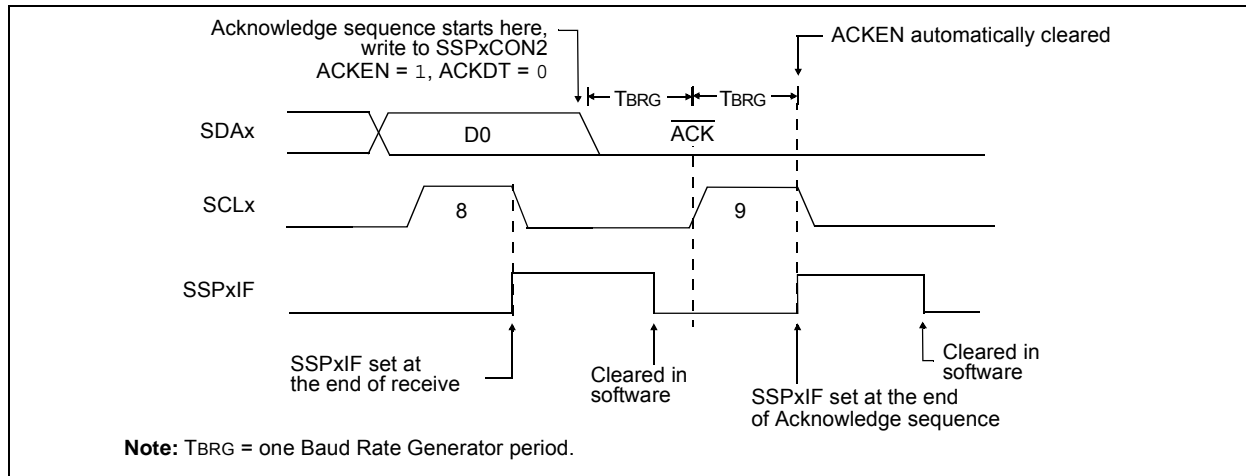 Acknowledge sequence starts here,
write to SSPxCON2
ACKEN = 1, ACKDT = 0
ACKEN automatically cleared
TBRG
TBRG
SDAx
D0
ACK
SCLx
8
9
SSPxIF
SSPxIF set at
the end of receive
Cleared in
software
SSPxIF set at the end
of Acknowledge sequence
Cleared in
software
Note: TBRG = one Baud Rate Generator period.